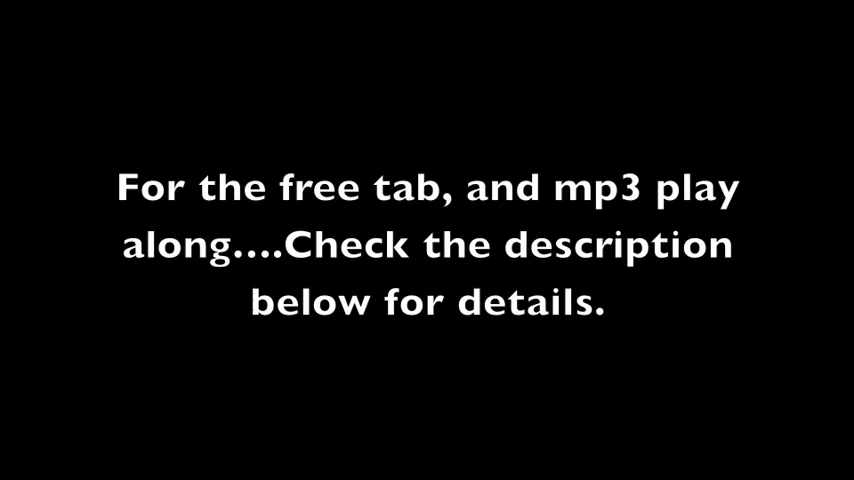 For the free tab, and mp3 play
along....Check the description
below for details.